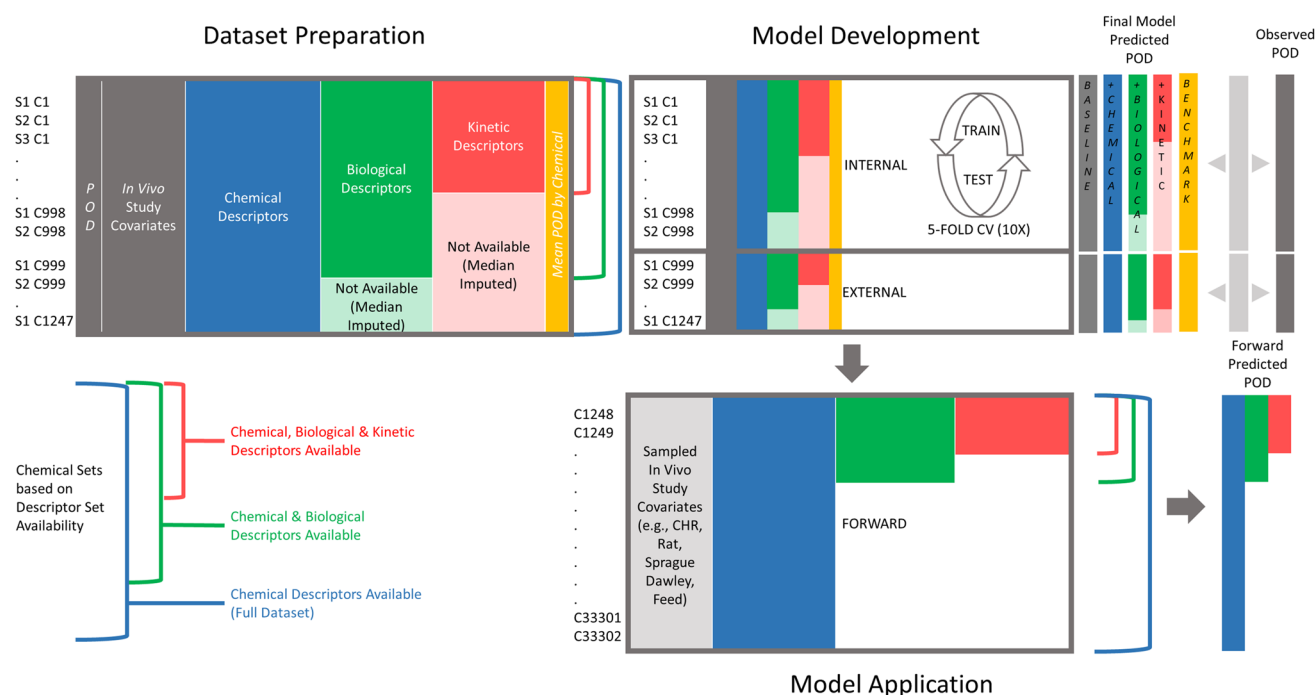 Dataset Preparation
S1 C1
S2 C1
S3 C1
.
.
.
S1 C998
S2 C998
S1 C999
S2 C999
.
S1 C1247
POD
In Vivo
Study
Covariates
Chemical
Descriptors
Biological
Descriptors
Not Available
(Median
Imputed)
Kinetic
Descriptors
Not Available
(Median
Imputed)
Mean POD by Chemical
Model Development
S1 C1
S2 C1
S3 C1
.
.
.
S1 C998
S2 C998
INTERNAL
TRAIN
TEST
5-FOLD CV (10X)
S1 C999
S2 C999
.
S1 C1247
EXTERNAL
Final Model
Predicted
POD
BASELINE
+CHEMICAL
+BIOLOGICAL
+KINETIC
BENCHMARK
Observed
POD
Chemical Sets
based on
Descriptor Set
Availability
Chemical, Biological & Kinetic
Descriptors Available
Chemical & Biological
Descriptors Available
Chemical Descriptors Available
(Full Dataset)
C1248
C1249
.
.
.
.
.
.
.
.
.
C33301
C33302
Sampled
In Vivo
Study
Covariates
(e.g., CHR,
Rat,
Sprague
Dawley,
Feed)
FORWARD
Forward
Predicted
POD
Model Application